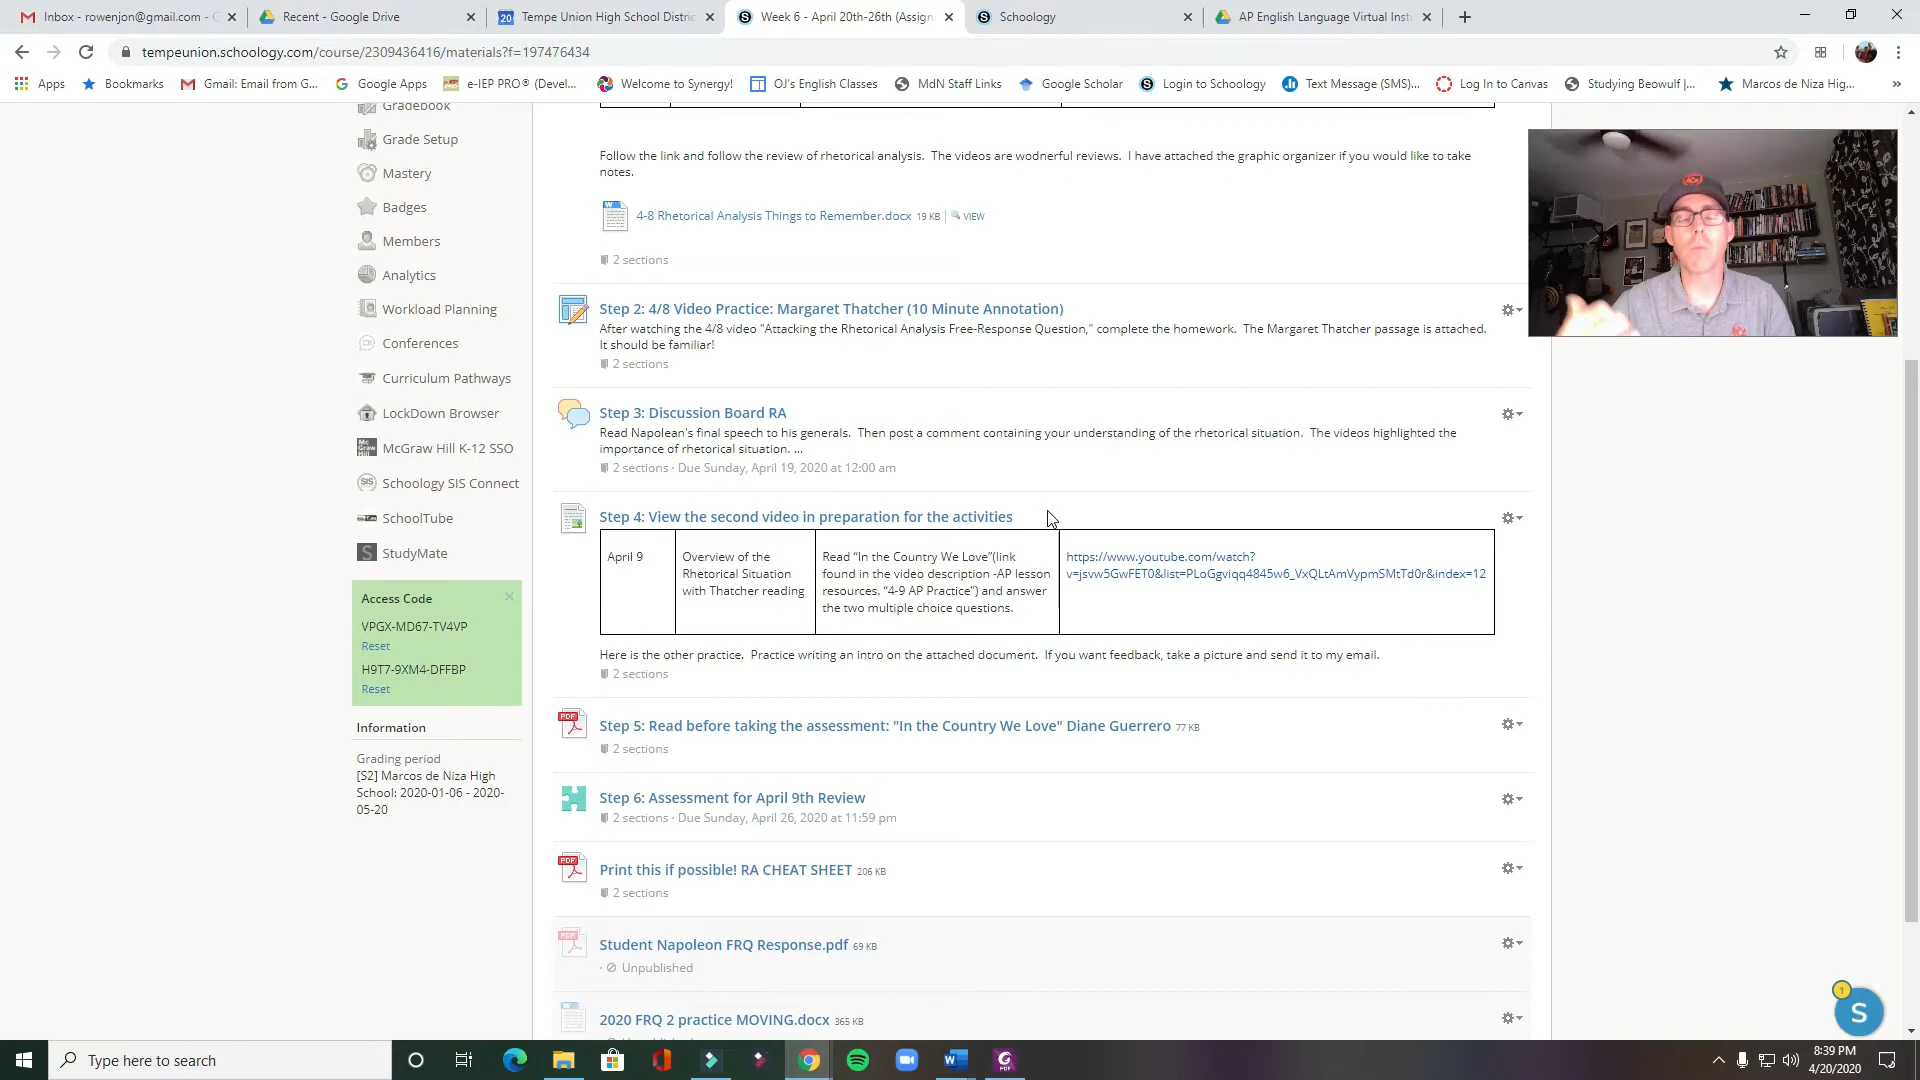 Inbox - rowenjon@gmail.com - G
Recent - Google Drive
Tempe Union High School Distric
Week 6 - April 20th-26th (Assign
Schoology
AP English Language Virtual Inst
tempeunion.schoology.com/course/2309436416/materials?f=197476434
Apps
Bookmarks
Gmail: Email from G...
Google Apps
e-IEP PRO® (Devel...
Welcome to Synergy!
OJ's English Classes
MdN Staff Links
Google Scholar
Login to Schoology
Text Message (SMS)...
Log In to Canvas
Studying Beowulf |...
Marcos de Niza Hig...
»
Gradebook
Grade Setup
Mastery
Badges
Members
Analytics
Workload Planning
Conferences
Curriculum Pathways
LockDown Browser
McGraw Hill K-12 SSO
Schoology SIS Connect
SchoolTube
StudyMate
Access Code
VPGX-MD67-TV4VP
Reset
H9T7-9XM4-DFFBP
Reset
Information
Grading period
[S2] Marcos de Niza High
School: 2020-01-06 - 2020-
05-20
Follow the link and follow the review of rhetorical analysis. The videos are wodnerful reviews. I have attached the graphic organizer if you would like to take
notes.
4-8 Rhetorical Analysis Things to Remember.docx 19 KB | VIEW
2 sections
Step 2: 4/8 Video Practice: Margaret Thatcher (10 Minute Annotation)
After watching the 4/8 video "Attacking the Rhetorical Analysis Free-Response Question," complete the homework. The Margaret Thatcher passage is attached.
It should be familiar!
2 sections
Step 3: Discussion Board RA
Read Napolean's final speech to his generals. Then post a comment containing your understanding of the rhetorical situation. The videos highlighted the
importance of rhetorical situation. ...
2 sections · Due Sunday, April 19, 2020 at 12:00 am
Step 4: View the second video in preparation for the activities
April 9
Overview of the
Rhetorical Situation
with Thatcher reading
Read “In the Country We Love”(link
found in the video description -AP lesson
resources. “4-9 AP Practice”) and answer
the two multiple choice questions.
https://www.youtube.com/watch?
v=jsvw5GwFET0&list=PLoGgviqq4845w6_VxQLtAmVypmSMtTd0r&index=12
Here is the other practice. Practice writing an intro on the attached document. If you want feedback, take a picture and send it to my email.
2 sections
Step 5: Read before taking the assessment: "In the Country We Love" Diane Guerrero 77 KB
2 sections
Step 6: Assessment for April 9th Review
2 sections · Due Sunday, April 26, 2020 at 11:59 pm
Print this if possible! RA CHEAT SHEET 206 KB
2 sections
Student Napoleon FRQ Response.pdf 69 KB
· Unpublished
2020 FRQ 2 practice MOVING.docx 365 KB
1
S
Type here to search
8:39 PM
4/20/2020